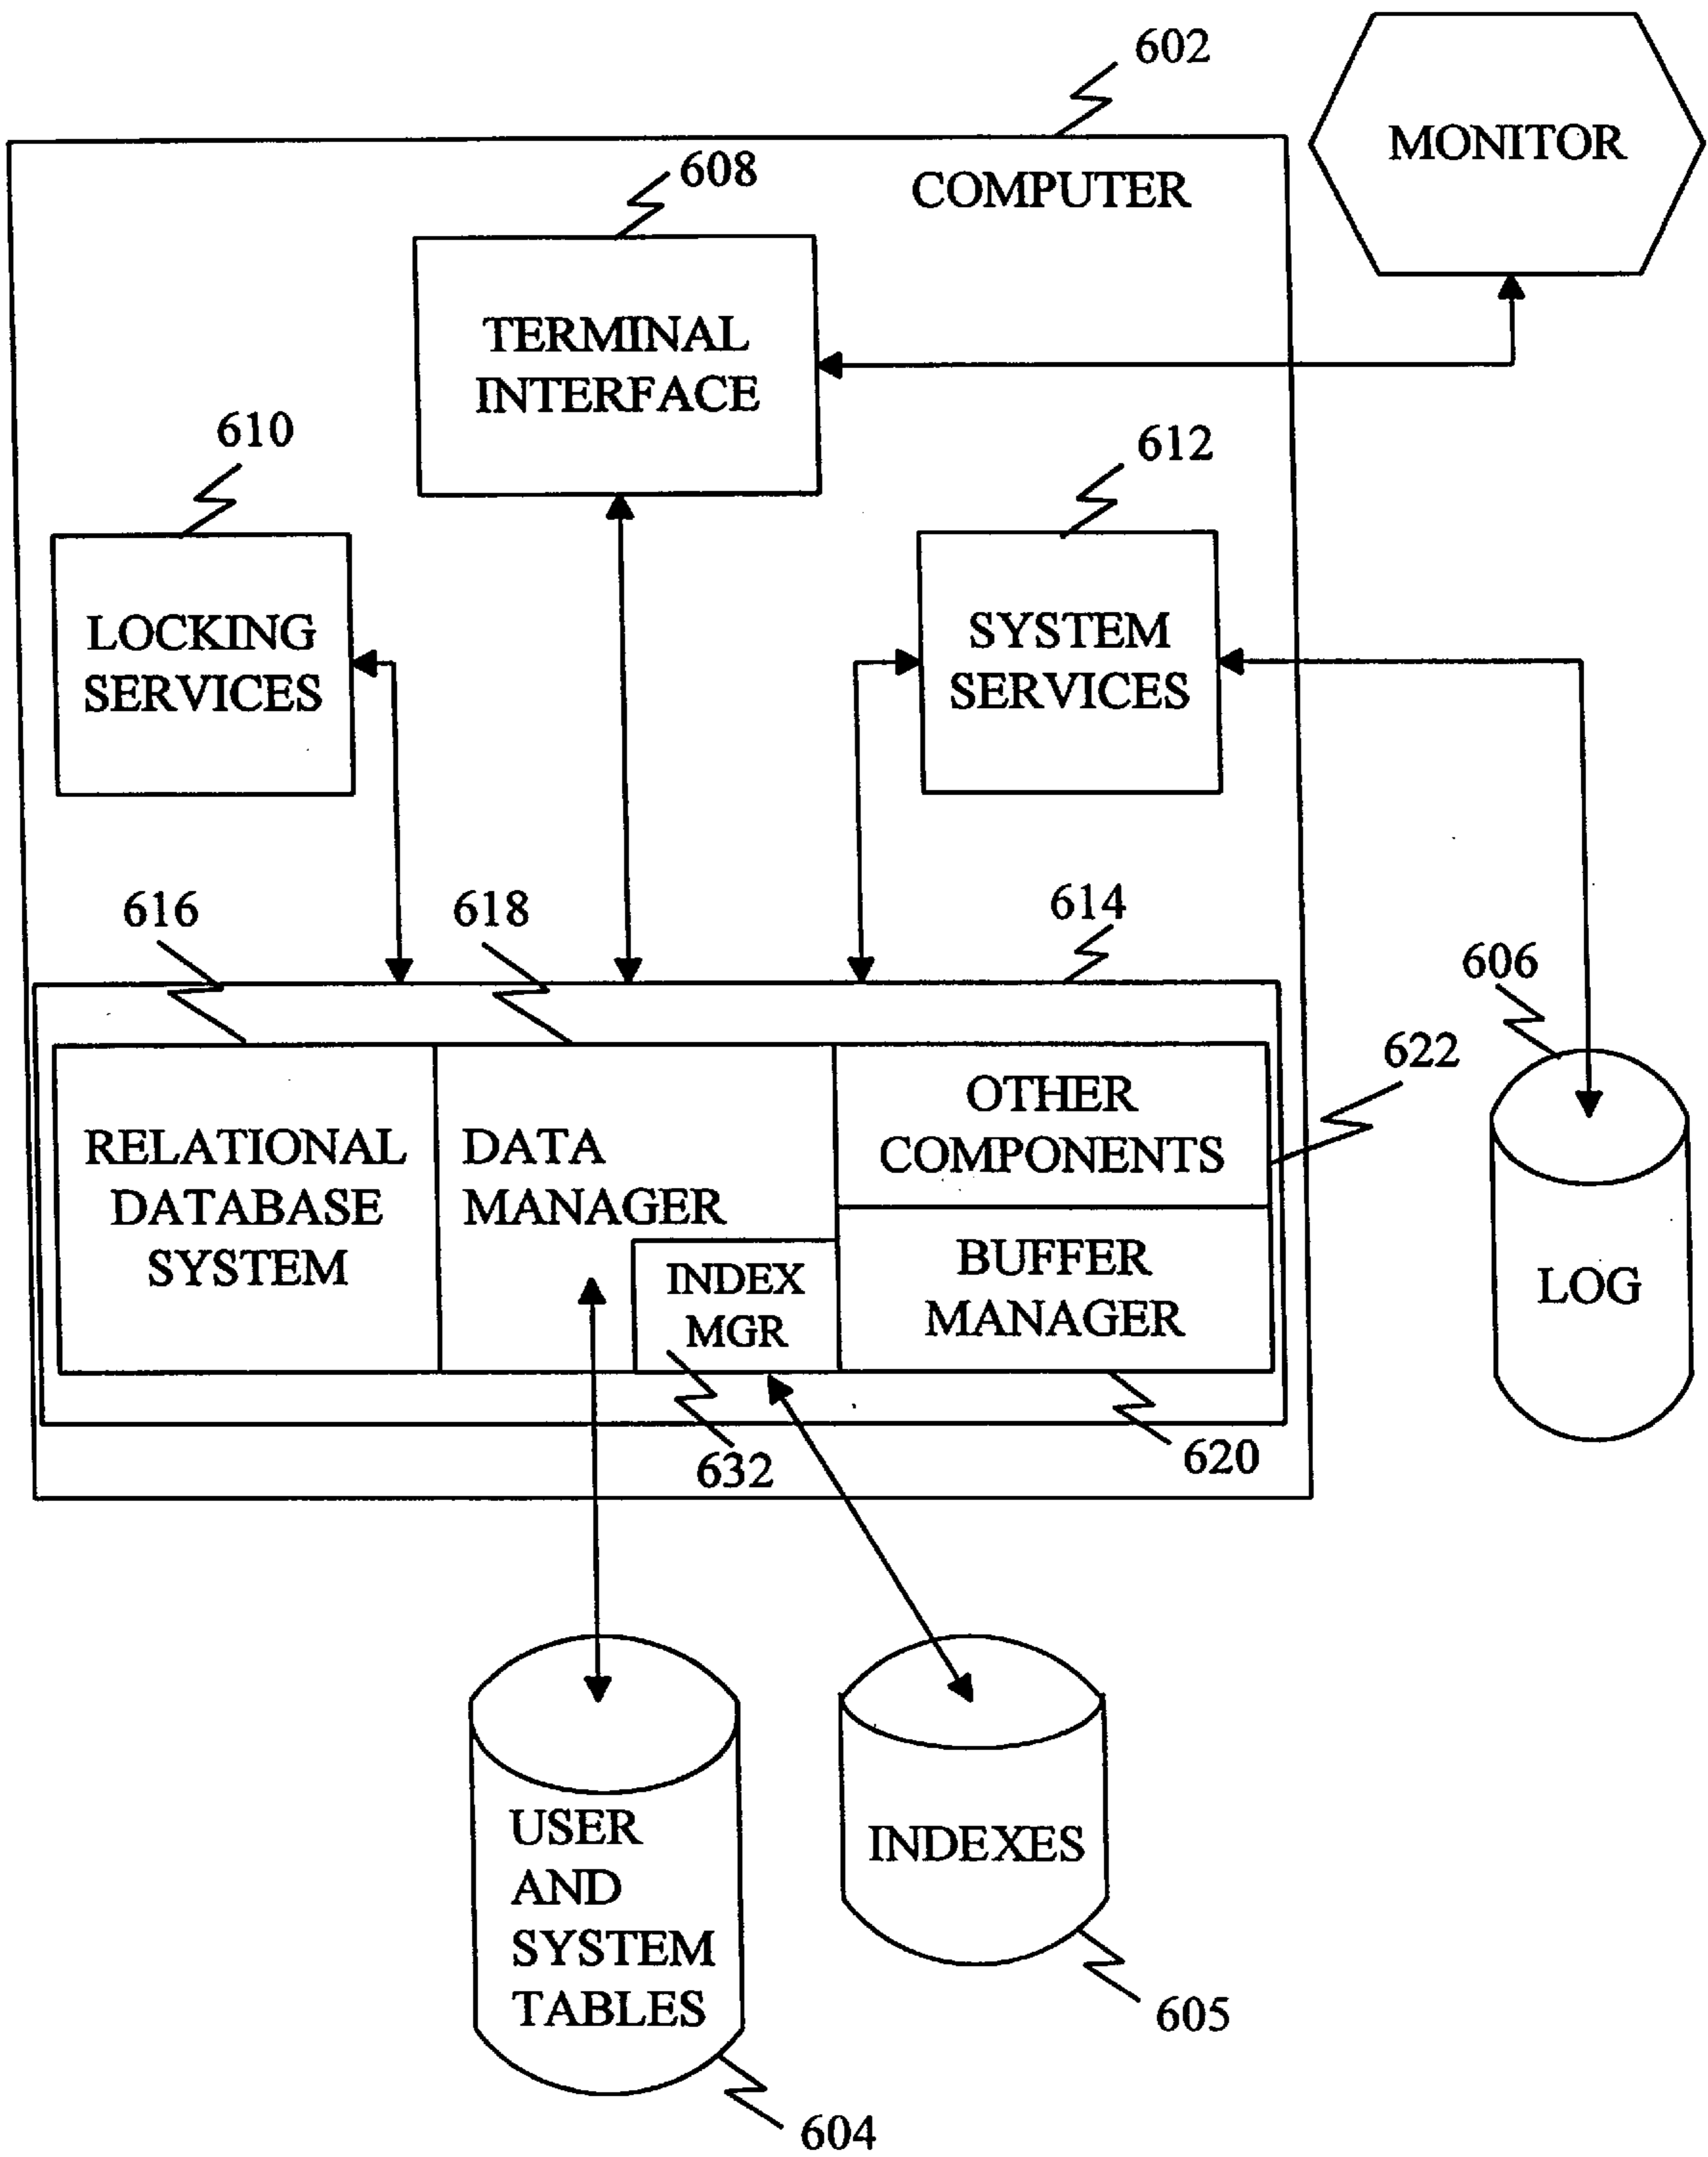 602
MONITOR
608
COMPUTER
TERMINAL
INTERFACE
610
612
LOCKING
SERVICES
SYSTEM
SERVICES
616
618
614
606
622
RELATIONAL
DATABASE
SYSTEM
DATA
MANAGER
OTHER
COMPONENTS
INDEX
MGR
BUFFER
MANAGER
LOG
632
620
USER
AND
SYSTEM
TABLES
INDEXES
605
604